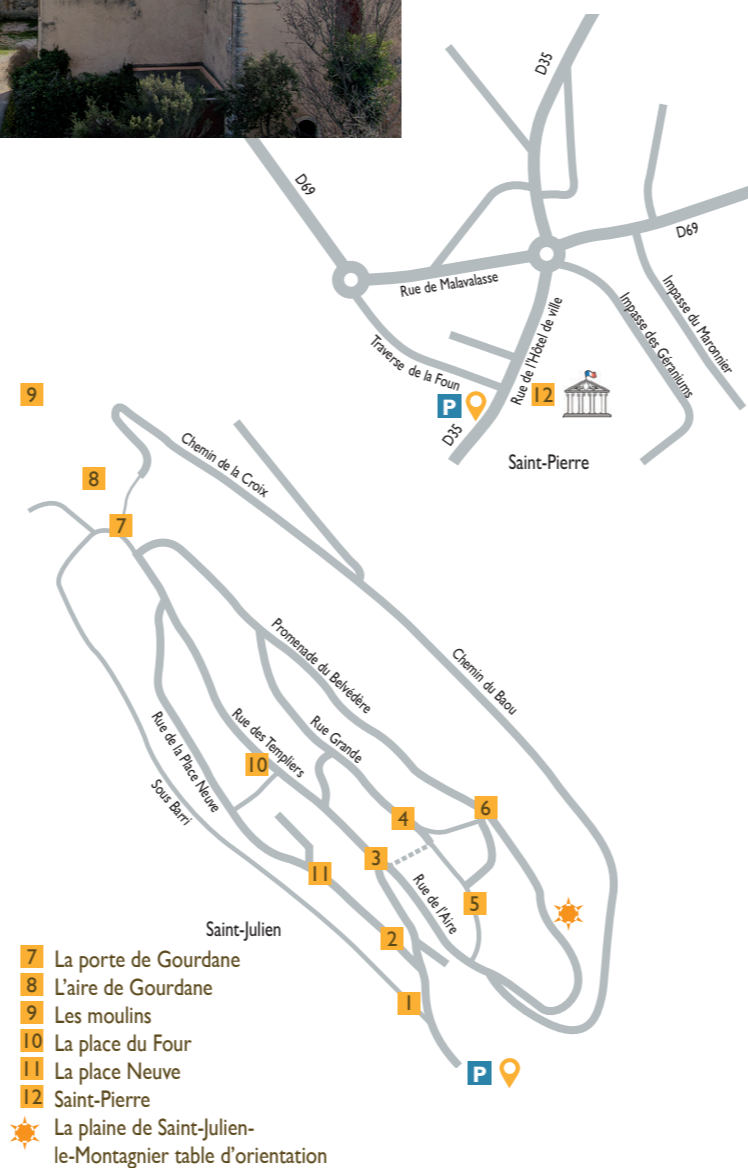 D35
D69
D69
Rue de Malavalasse
Impasse du Maronnier
Impasse des Géraniums
Rue de l'Hôtel de ville
Traverse de la Foun
9
P
12
D35
Saint-Pierre
Chemin de la Croix
8
7
Promenade du Belvédère
Chemin du Baou
Rue des Templiers
Rue Grande
Rue de la Place Neuve
10
Sous Barri
6
4
3
11
Rue de l'Aire
5
Saint-Julien
2
1
P
7 La porte de Gourdane
8 L'aire de Gourdane
9 Les moulins
10 La place du Four
11 La place Neuve
12 Saint-Pierre
La plaine de Saint-Julien-
le-Montagnier table d'orientation